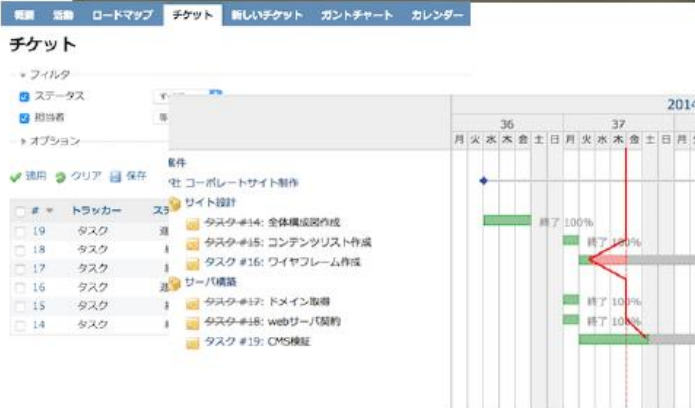 概要 活動 ロードマップ チケット 新しいチケット ガントチャート カレンダー
チケット
フィルタ
ステータス
担当者
オプション
適用 クリア 保存
# トラッカー
19 タスク
18 タスク
17 タスク
16 タスク
15 タスク
14 タスク
2014
36 37
月 火 水 木 金 土 日 月 火 水 木 金 土 日 月
コーポレートサイト制作
サイト設計
タスク #14: 全体構成図作成 終了 100%
タスク #15: コンテンツリスト作成 終了 100%
タスク #16: ワイヤフレーム作成
サーバ構築
タスク #17: ドメイン取得 終了 100%
タスク #18: webサーバ契約 終了 100%
タスク #19: CMS検証